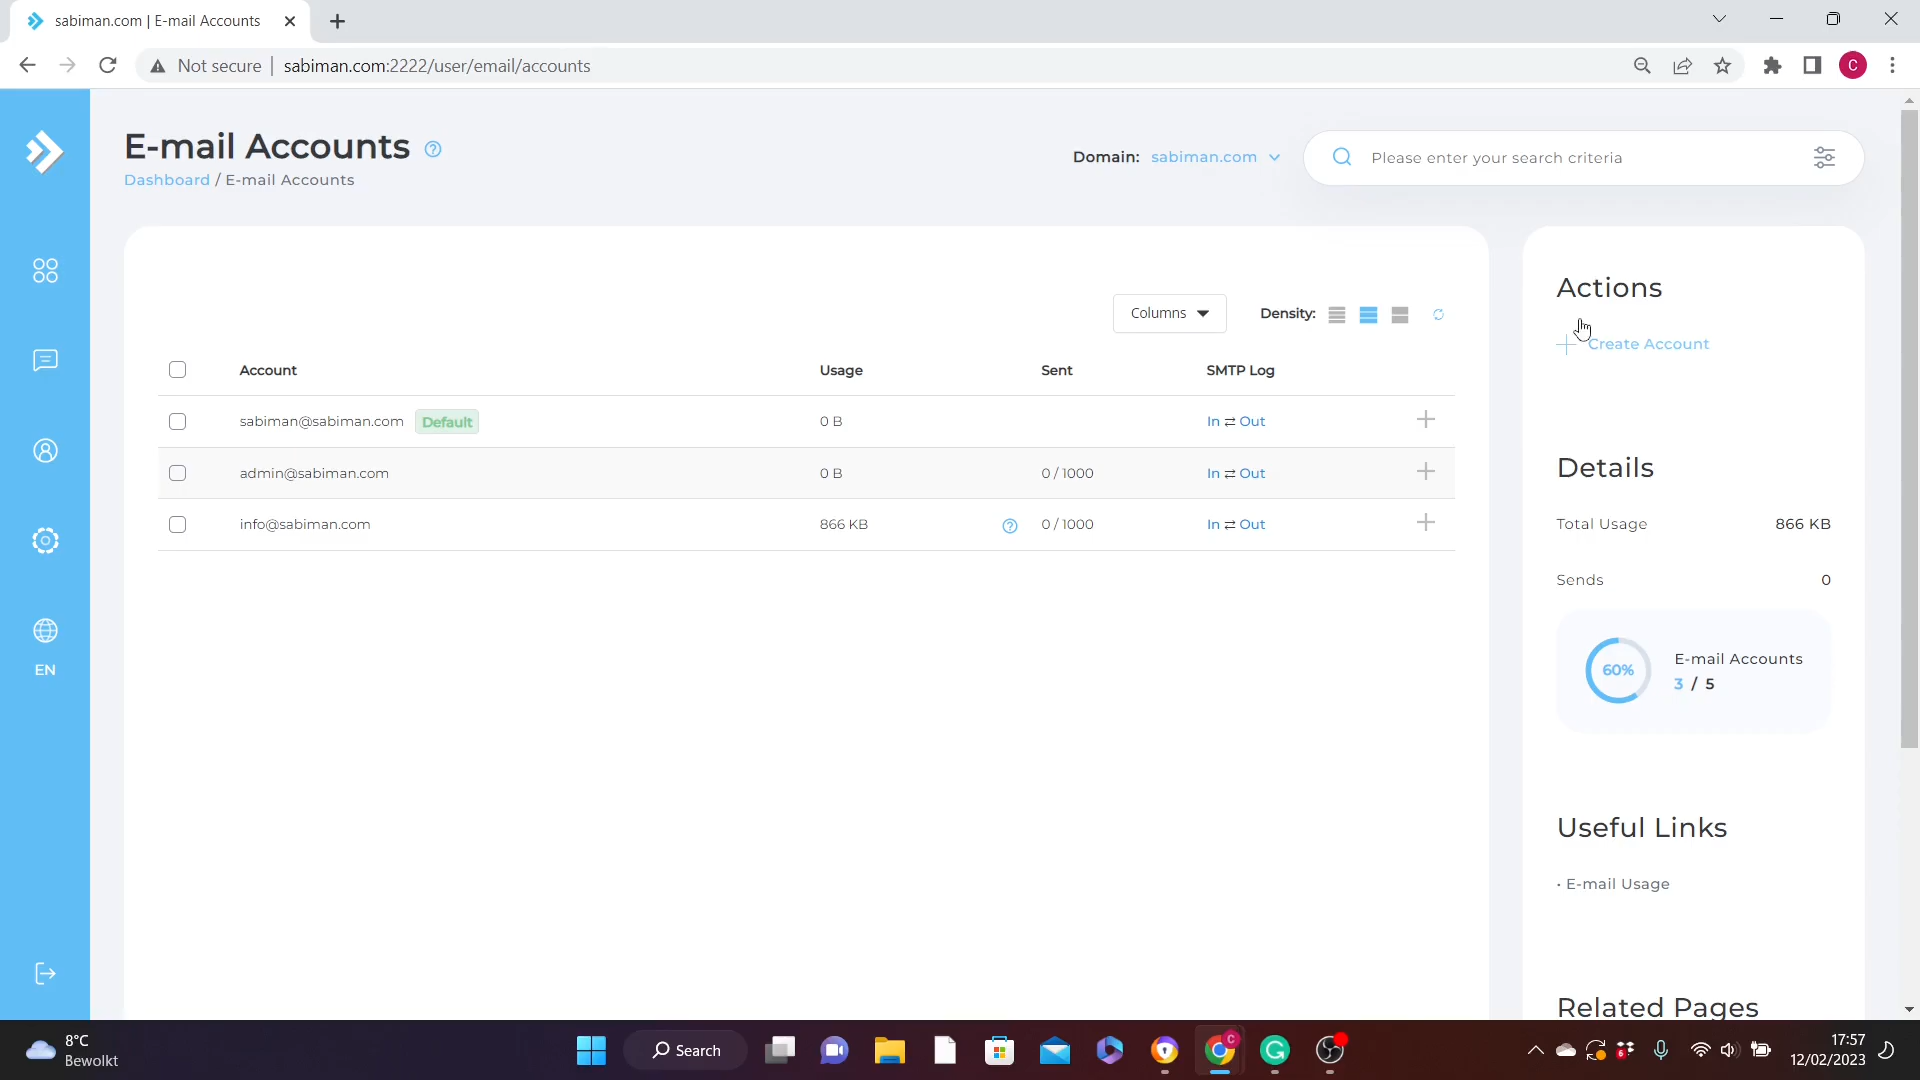 sabiman.com | E-mail Accounts
Not secure | sabiman.com:2222/user/email/accounts
C
E-mail Accounts
Dashboard / E-mail Accounts
Domain: sabiman.com
Please enter your search criteria
Columns
Density:
Account Usage Sent SMTP Log
sabiman@sabiman.com Default 0 B In ⇄ Out
admin@sabiman.com 0 B 0 / 1000 In ⇄ Out
info@sabiman.com 866 KB 0 / 1000 In ⇄ Out
Actions
Create Account
Details
Total Usage 866 KB
Sends 0
60%
E-mail Accounts
3 / 5
Useful Links
• E-mail Usage
Related Pages
EN
8°C
Bewolkt
Search
C
6
17:57
12/02/2023